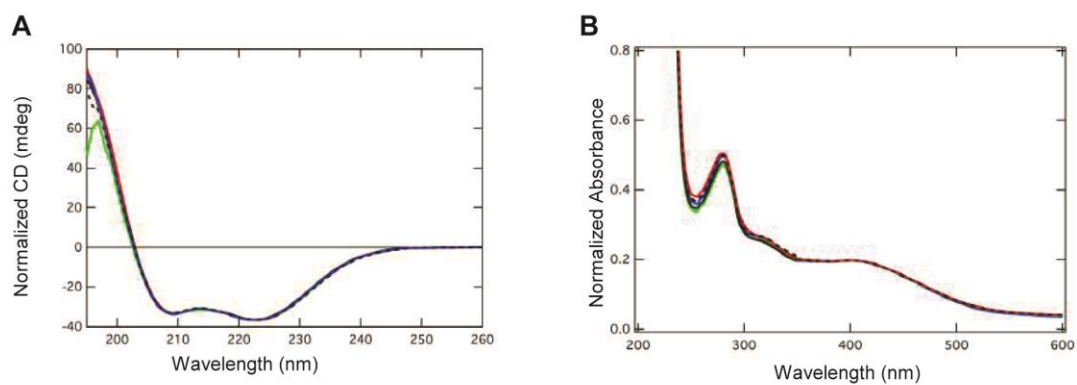 A
B
Normalized CD (mdeg)
100
80
60
40
20
0
-20
-40
200 210 220 230 240 250 260
Wavelength (nm)
Normalized Absorbance
0.8
0.6
0.4
0.2
0.0
200 300 400 500 600
Wavelength (nm)